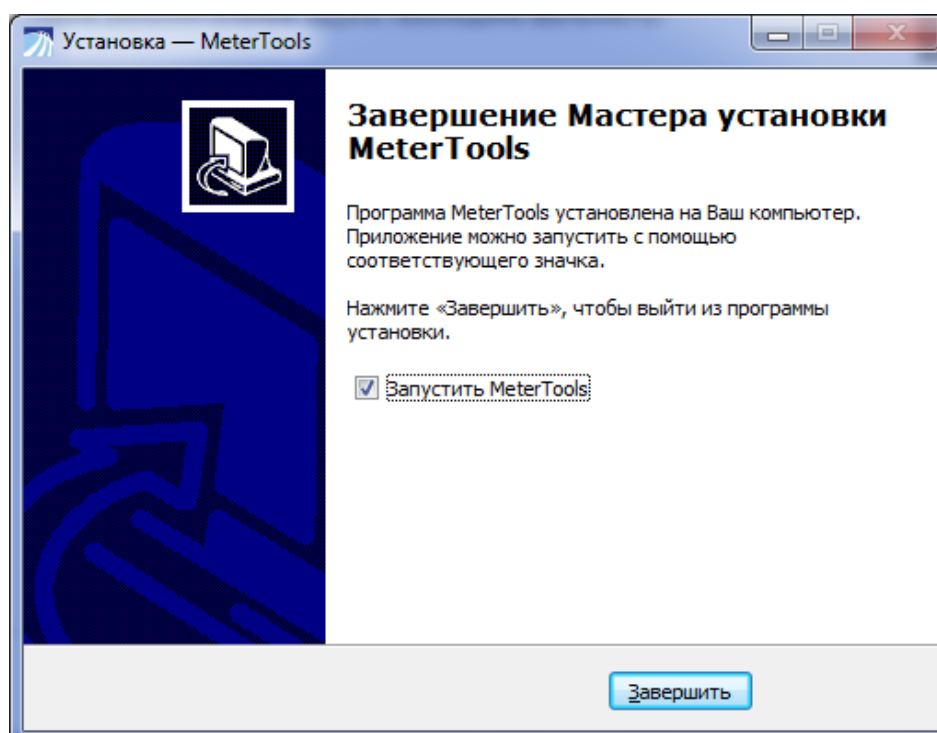 Установка — MeterTools
Завершение Мастера установки
MeterTools
Программа MeterTools установлена на Ваш компьютер.
Приложение можно запустить с помощью
соответствующего значка.
Нажмите «Завершить», чтобы выйти из программы
установки.
Запустить MeterTools
Завершить